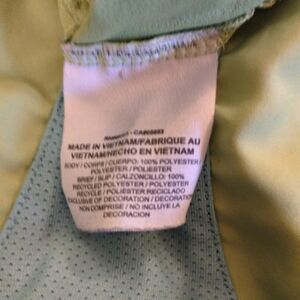 MADE IN VIETNAM/FABRIQUE AU
VIETNAM/HECHO EN VIETNAM
BODY / CORPS / CUERPO: 100% POLYESTER/
POLYESTER / POLIESTER
BRIEF / SLIP / CALZONCILLO: 100%
RECYCLED POLYESTER / POLYESTER
RECYCLE / POLIESTER RECICLADO
EXCLUSIVE OF DECORATION / DECORATION
NON COMPRISE / NO INCLUYE LA
DECORACION